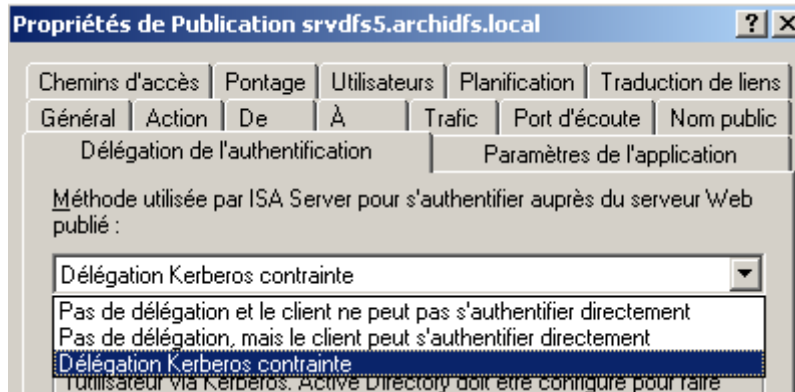 Propriétés de Publication srvdfs5.archidfs.local
Chemins d'accès Pontage Utilisateurs Planification Traduction de liens
Général Action De À Trafic Port d'écoute Nom public
Délégation de l'authentification Paramètres de l'application
Méthode utilisée par ISA Server pour s'authentifier auprès du serveur Web
publié :
Délégation Kerberos contrainte
Pas de délégation et le client ne peut pas s'authentifier directement
Pas de délégation, mais le client peut s'authentifier directement
Délégation Kerberos contrainte
l'utilisateur via Kerberos. Active Directory doit être configuré pour faire